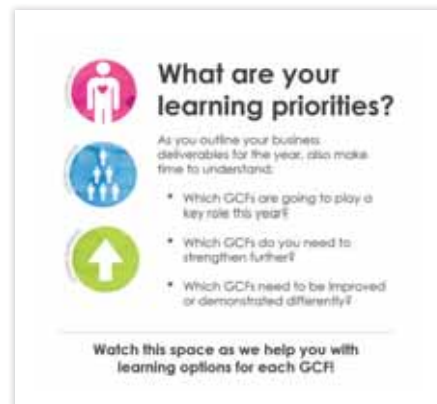 What are your
learning priorities?
As you outline your business
deliverables for the year, also make
time to understand:
• Which GCFs are going to play a
key role this year?
• Which GCFs do you need to
strengthen further?
• Which GCFs need to be improved
or demonstrated differently?
Watch this space as we help you with
learning options for each GCF!